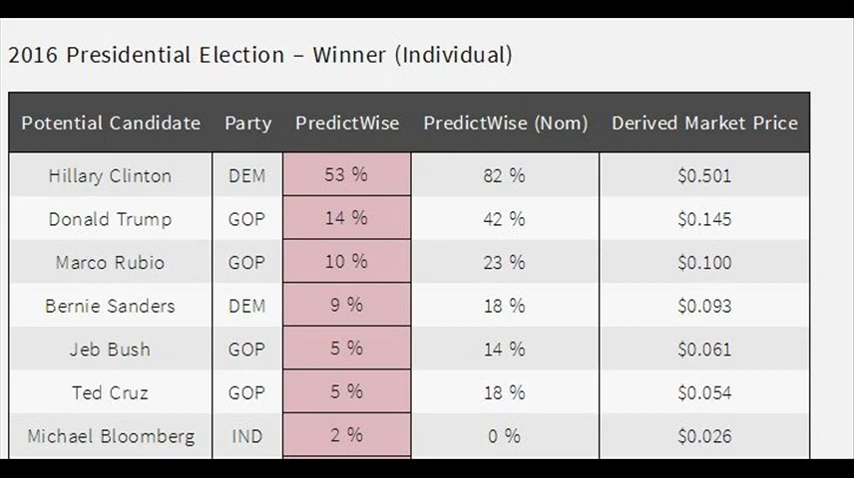 2016 Presidential Election – Winner (Individual)
Potential Candidate Party PredictWise PredictWise (Nom) Derived Market Price
Hillary Clinton DEM 53 % 82 % $0.501
Donald Trump GOP 14 % 42 % $0.145
Marco Rubio GOP 10 % 23 % $0.100
Bernie Sanders DEM 9 % 18 % $0.093
Jeb Bush GOP 5 % 14 % $0.061
Ted Cruz GOP 5 % 18 % $0.054
Michael Bloomberg IND 2 % 0 % $0.026